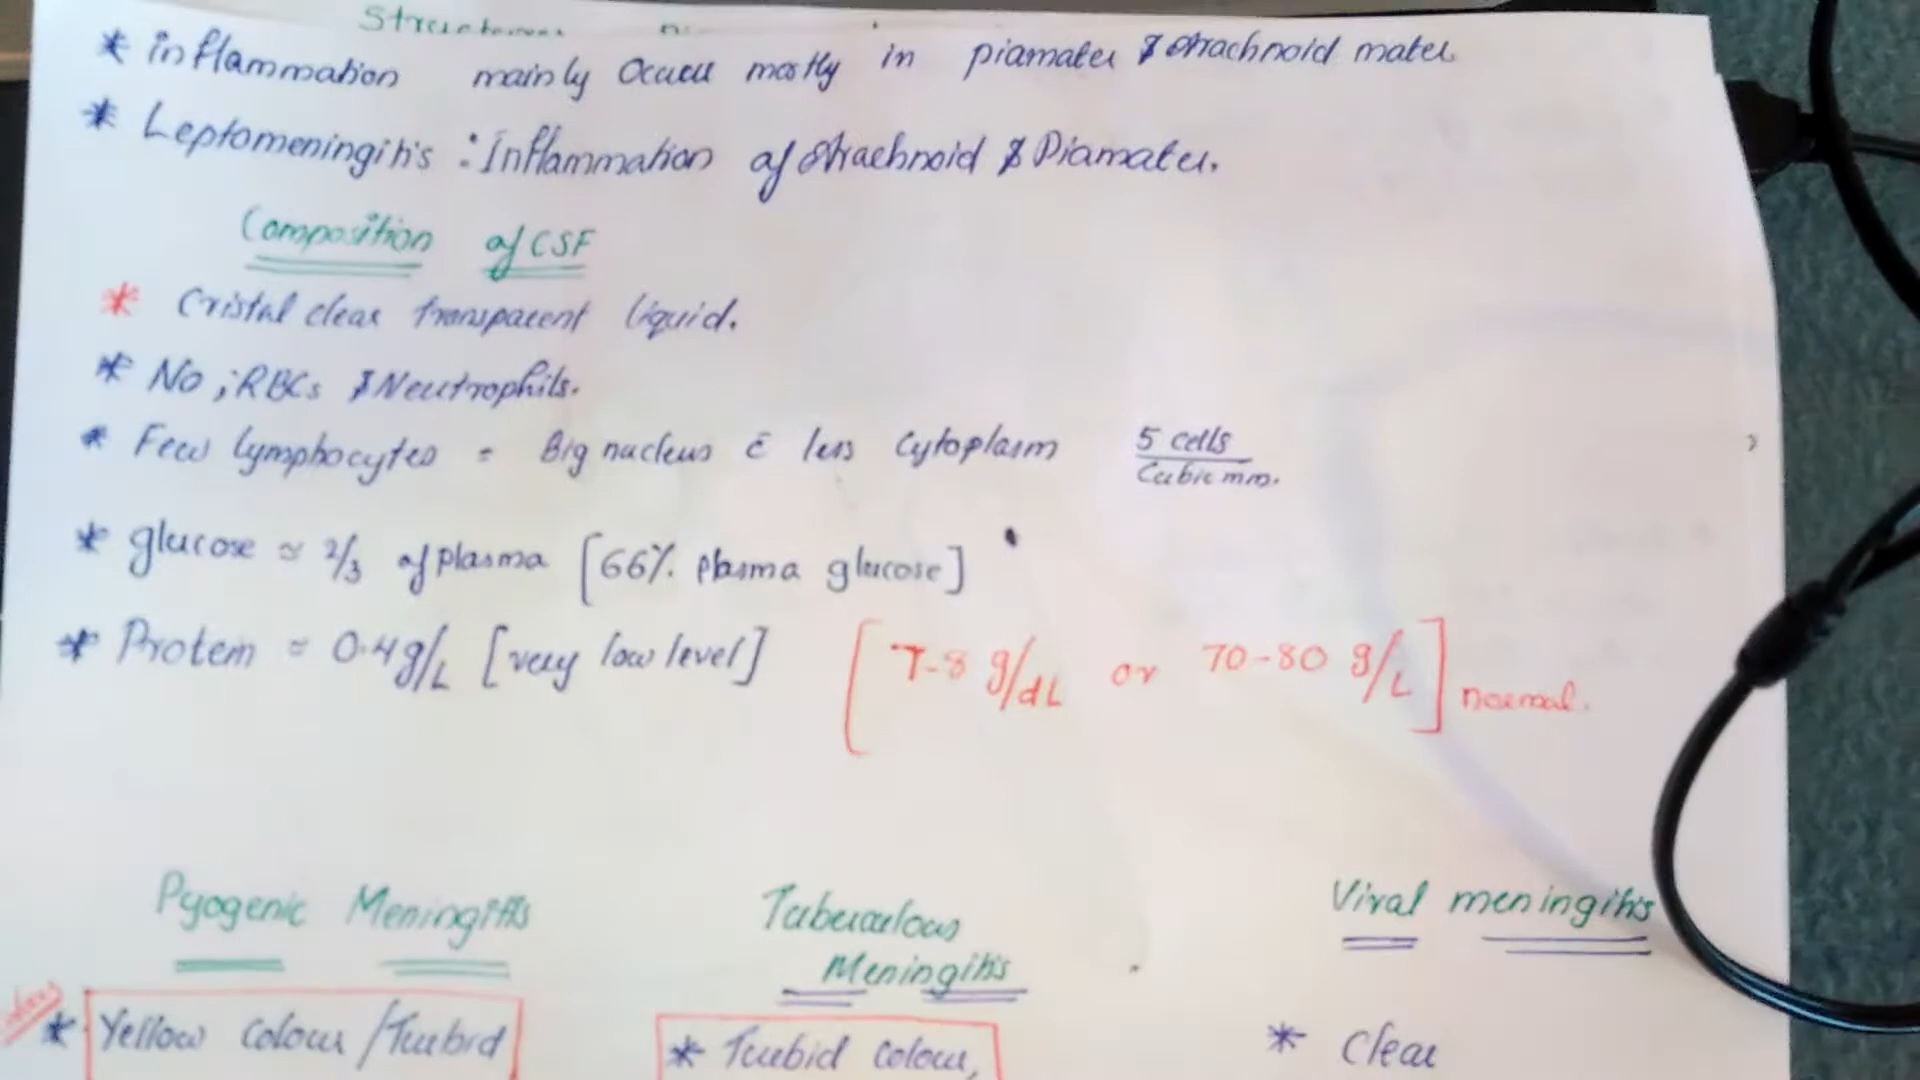 * inflammation mainly Occur mostly in piamater & Arachnoid mater.
* Leptomeningitis : Inflammation of Arachnoid & Piamater.
Composition of CSF
* Cristal clear transparent liquid.
* No ; RBCs & Neutrophils.
* Few lymphocytes = Big nucleus c̄ less Cytoplasm 5 cells
Cubic mm.
* glucose ≃ 2/3 of plasma [66% plasma glucose]
* Protein = 0.4g/L [very low level] [7-8 g/dL or 70-80 g/L] normal.
Pyogenic Meningitis
Tuberculous
Meningitis
Viral meningitis
* Yellow Colour / Turbid
* Turbid Colour,
* Clear